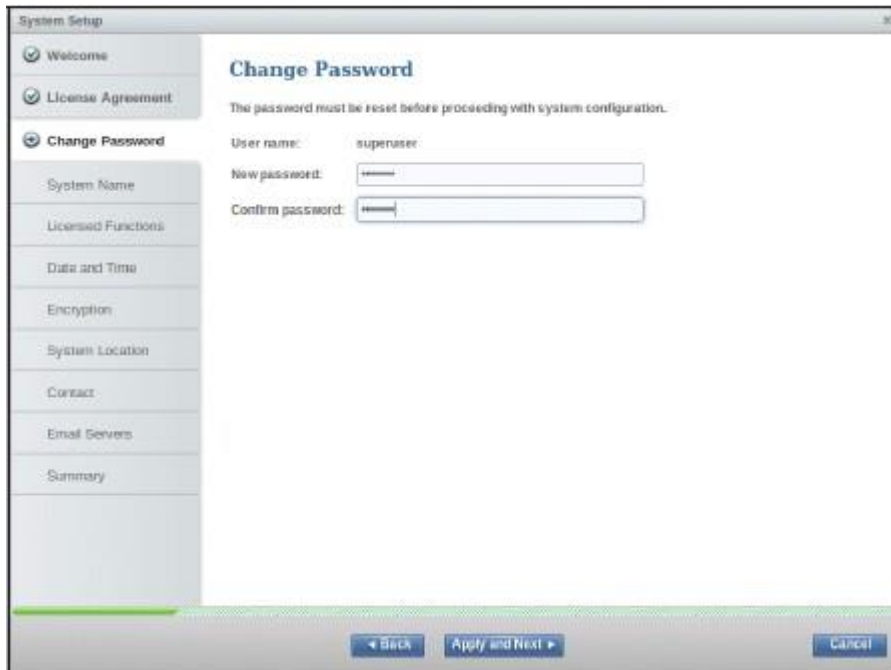 System Setup
Welcome
License Agreement
Change Password
System Name
Licensed Functions
Date and Time
Encryption
System Location
Contact
Email Servers
Summary
Change Password
The password must be reset before proceeding with system configuration.
User name: superuser
New password: ••••••••
Confirm password: ••••••••
◄ Back
Apply and Next ►
Cancel